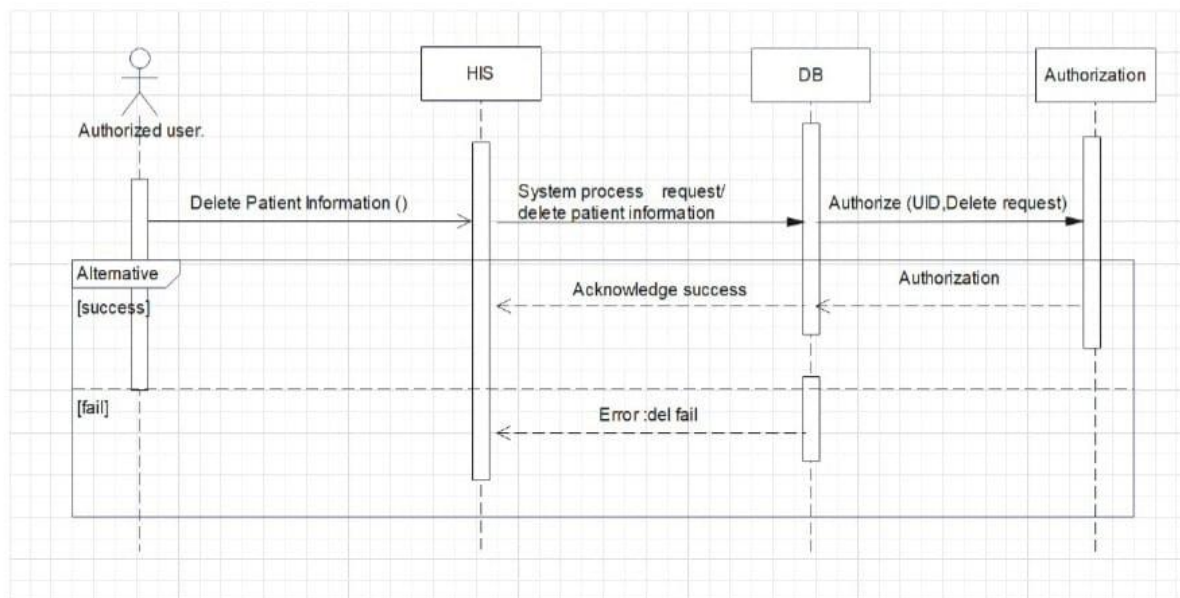 HIS
DB
Authorization
Authorized user.
Delete Patient Information ()
System process request/
delete patient information
Authorize (UID,Delete request)
Alternative
[success]
Acknowledge success
Authorization
[fail]
Error :del fail